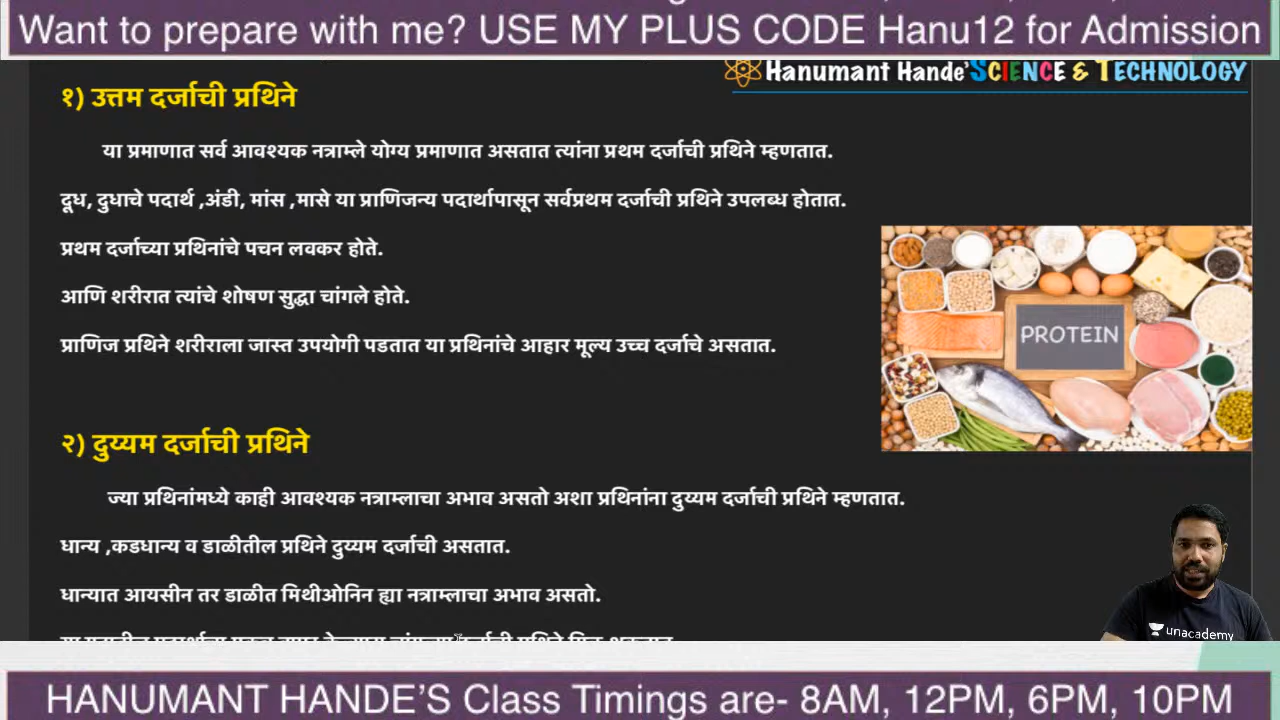 Want to prepare with me? USE MY PLUS CODE Hanu12 for Admission
Hanumant Hande'SCIENCE & TECHNOLOGY
१) उत्तम दर्जाची प्रथिने
या प्रमाणात सर्व आवश्यक नत्राम्ले योग्य प्रमाणात असतात त्यांना प्रथम दर्जाची प्रथिने म्हणतात.
दूध, दुधाचे पदार्थ ,अंडी, मांस ,मासे या प्राणिजन्य पदार्थापासून सर्वप्रथम दर्जाची प्रथिने उपलब्ध होतात.
प्रथम दर्जाच्या प्रथिनांचे पचन लवकर होते.
आणि शरीरात त्यांचे शोषण सुद्धा चांगले होते.
प्राणिज प्रथिने शरीराला जास्त उपयोगी पडतात या प्रथिनांचे आहार मूल्य उच्च दर्जाचे असतात.
PROTEIN
२) दुय्यम दर्जाची प्रथिने
ज्या प्रथिनांमध्ये काही आवश्यक नत्राम्लाचा अभाव असतो अशा प्रथिनांना दुय्यम दर्जाची प्रथिने म्हणतात.
धान्य ,कडधान्य व डाळीतील प्रथिने दुय्यम दर्जाची असतात.
धान्यात आयसीन तर डाळीत मिथीओनिन ह्या नत्राम्लाचा अभाव असतो.
unacademy
HANUMANT HANDE'S Class Timings are- 8AM, 12PM, 6PM, 10PM